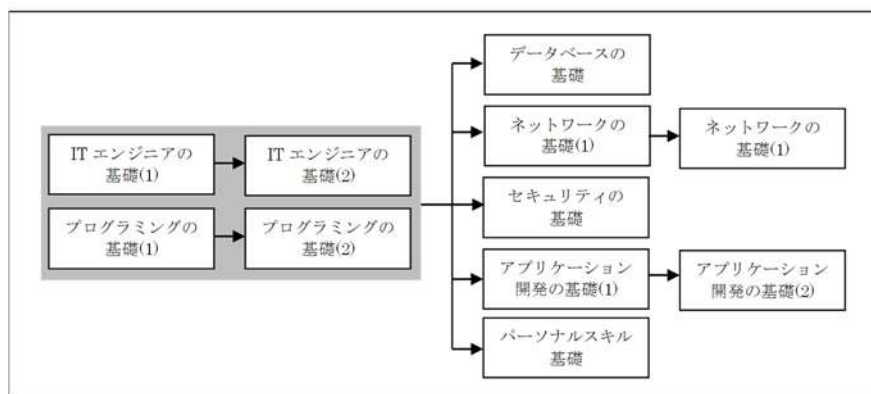 IT エンジニアの
基礎(1)
IT エンジニアの
基礎(2)
プログラミングの
基礎(1)
プログラミングの
基礎(2)
データベースの
基礎
ネットワークの
基礎(1)
ネットワークの
基礎(1)
セキュリティの
基礎
アプリケーション
開発の基礎(1)
アプリケーション
開発の基礎(2)
パーソナルスキル
基礎